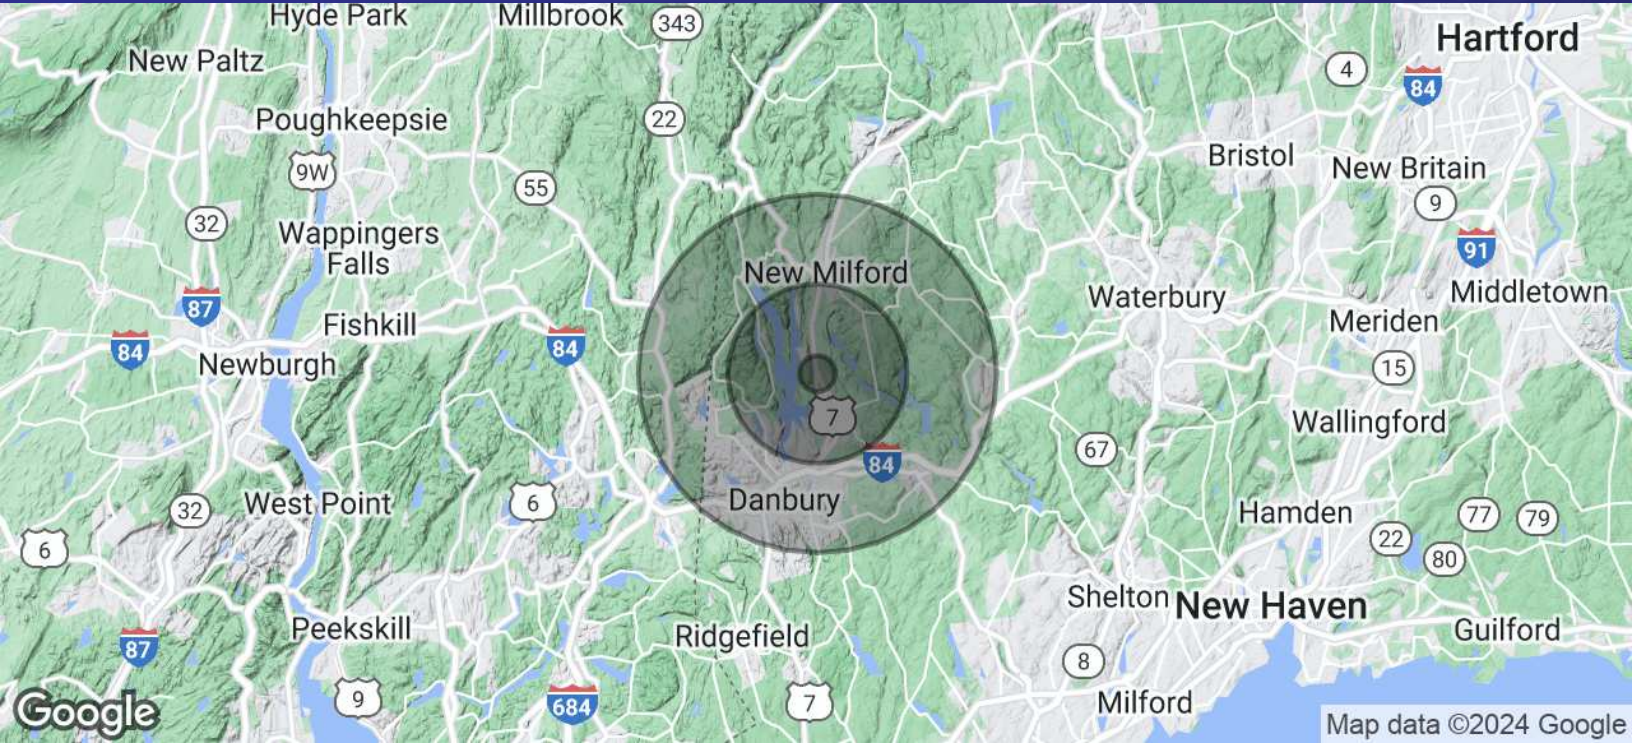 Hyde Park
Millbrook
343
Hartford
New Paltz
4
84
Poughkeepsie
22
9W
Bristol
New Britain
55
9
32
Wappingers
Falls
91
New Milford
87
Waterbury
Middletown
Fishkill
Meriden
84
84
Newburgh
15
7
Wallingford
67
84
West Point
6
Danbury
32
Hamden
77
79
6
22
80
Shelton
New Haven
Peekskill
Ridgefield
Guilford
87
8
9
684
7
Milford
Google
Map data ©2024 Google